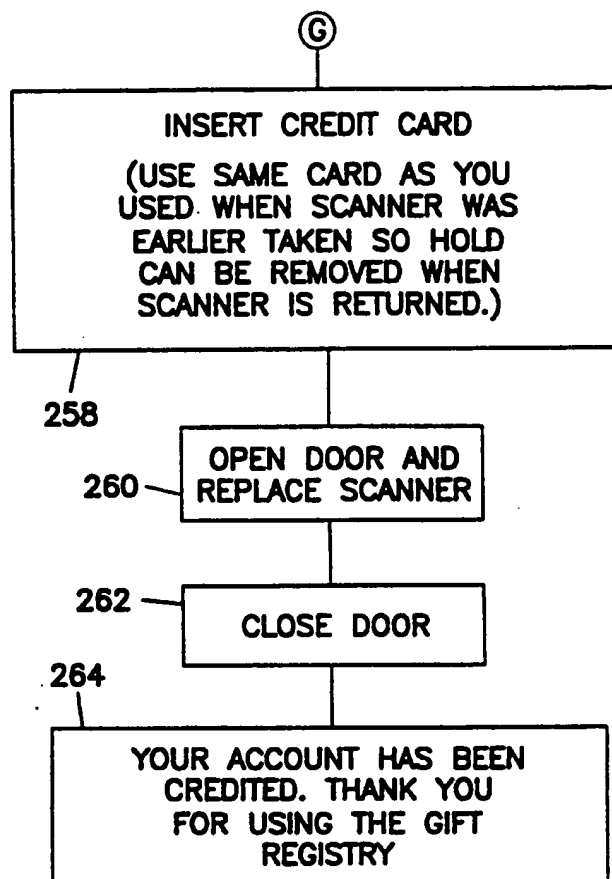 G
INSERT CREDIT CARD
(USE SAME CARD AS YOU
USED WHEN SCANNER WAS
EARLIER TAKEN SO HOLD
CAN BE REMOVED WHEN
SCANNER IS RETURNED.)
258
OPEN DOOR AND
REPLACE SCANNER
260
262
CLOSE DOOR
264
YOUR ACCOUNT HAS BEEN
CREDITED. THANK YOU
FOR USING THE GIFT
REGISTRY